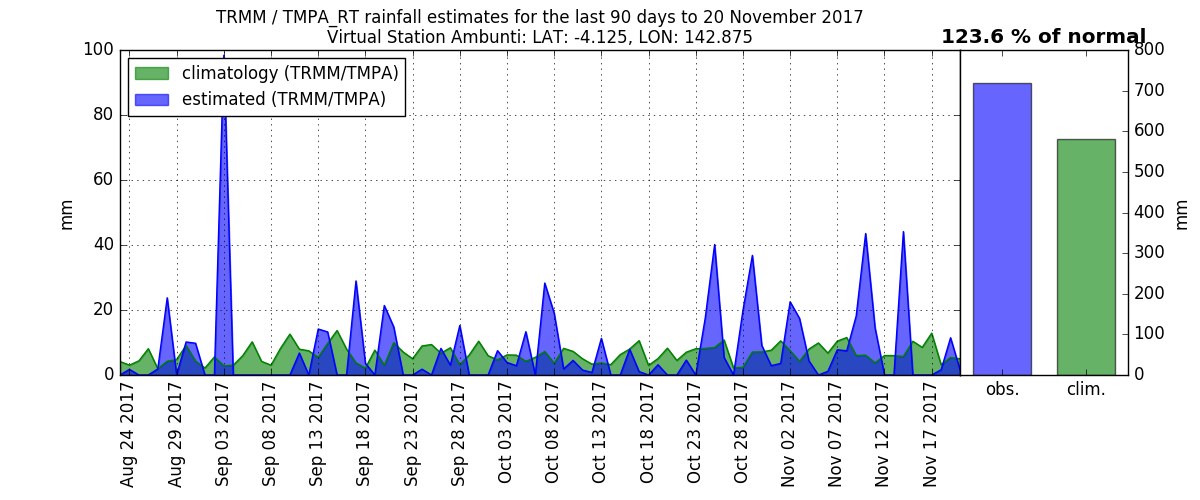 TRMM / TMPA_RT rainfall estimates for the last 90 days to 20 November 2017
Virtual Station Ambunti: LAT: -4.125, LON: 142.875
123.6 % of normal
climatology (TRMM/TMPA)
estimated (TRMM/TMPA)
100
80
60
40
20
0
mm
800
700
600
500
400
300
200
100
0
mm
obs.
clim.
Aug 24 2017
Aug 29 2017
Sep 03 2017
Sep 08 2017
Sep 13 2017
Sep 18 2017
Sep 23 2017
Sep 28 2017
Oct 03 2017
Oct 08 2017
Oct 13 2017
Oct 18 2017
Oct 23 2017
Oct 28 2017
Nov 02 2017
Nov 07 2017
Nov 12 2017
Nov 17 2017